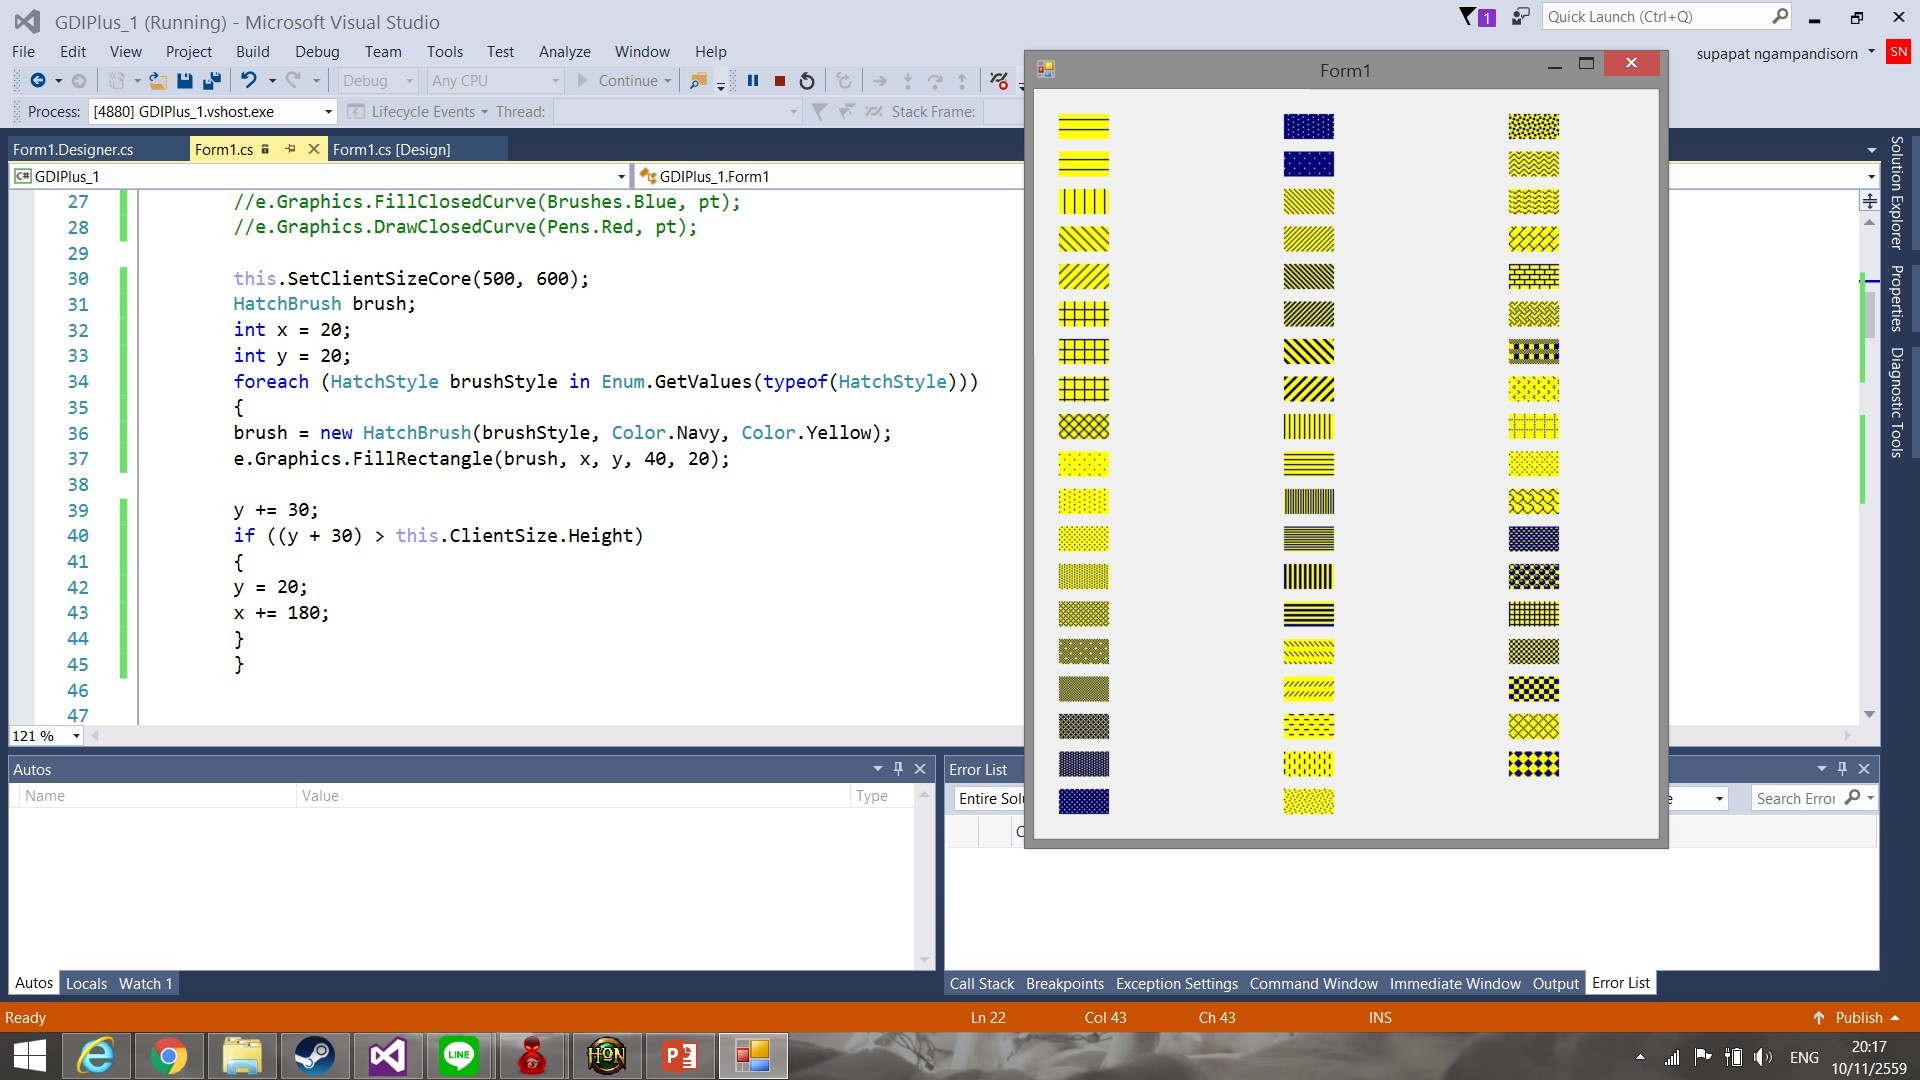 GDIPlus_1 (Running) - Microsoft Visual Studio
1
Quick Launch (Ctrl+Q)
File Edit View Project Build Debug Team Tools Test Analyze Window Help
supapat ngampandisorn
SN
Debug
Any CPU
Continue
Process: [4880] GDIPlus_1.vshost.exe
Lifecycle Events
Thread:
Stack Frame:
Form1.Designer.cs
Form1.cs
Form1.cs [Design]
C# GDIPlus_1
GDIPlus_1.Form1
27 //e.Graphics.FillClosedCurve(Brushes.Blue, pt);
28 //e.Graphics.DrawClosedCurve(Pens.Red, pt);
29
30 this.SetClientSizeCore(500, 600);
31 HatchBrush brush;
32 int x = 20;
33 int y = 20;
34 foreach (HatchStyle brushStyle in Enum.GetValues(typeof(HatchStyle)))
35 {
36 brush = new HatchBrush(brushStyle, Color.Navy, Color.Yellow);
37 e.Graphics.FillRectangle(brush, x, y, 40, 20);
38
39 y += 30;
40 if ((y + 30) > this.ClientSize.Height)
41 {
42 y = 20;
43 x += 180;
44 }
45 }
46
47
121 %
Form1
Solution Explorer
Properties
Diagnostic Tools
Autos
Name Value Type
Autos Locals Watch 1
Error List
Entire Solu
e
Search Error
C
Call Stack Breakpoints Exception Settings Command Window Immediate Window Output Error List
Ready
Ln 22 Col 43 Ch 43 INS
Publish
LINE
HON
P
ENG
20:17
10/11/2559